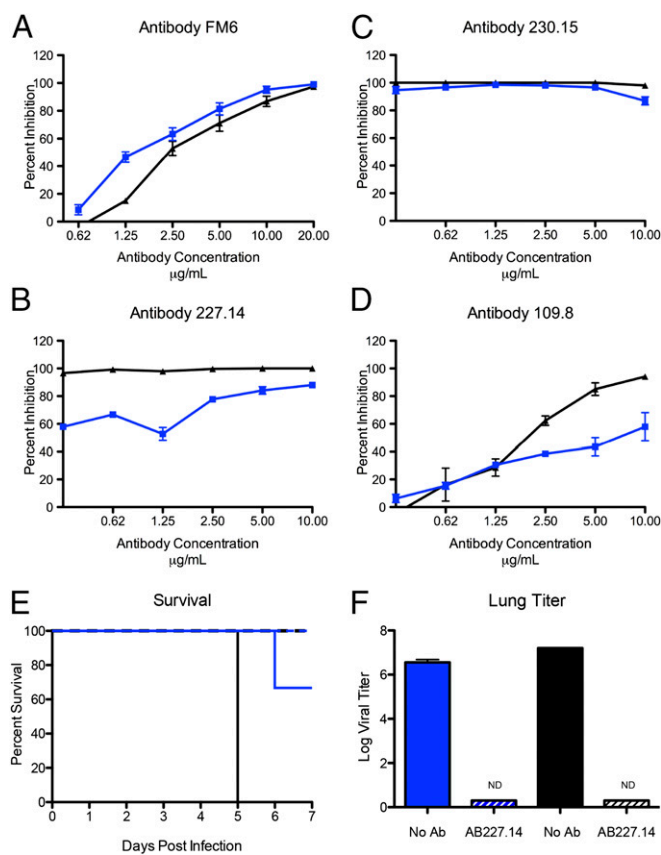 A
Antibody FM6
Percent Inhibition
120
100
80
60
40
20
0
0.62 1.25 2.50 5.00 10.00 20.00
Antibody Concentration
µg/mL
C
Antibody 230.15
Percent Inhibition
120
100
80
60
40
20
0
0.62 1.25 2.50 5.00 10.00
Antibody Concentration
µg/mL
B
Antibody 227.14
Percent Inhibition
120
100
80
60
40
20
0
0.62 1.25 2.50 5.00 10.00
Antibody Concentration
µg/mL
D
Antibody 109.8
Percent Inhibition
120
100
80
60
40
20
0
0.62 1.25 2.50 5.00 10.00
Antibody Concentration
µg/mL
E
Survival
Percent Survival
100
80
60
40
20
0
0 1 2 3 4 5 6 7
Days Post Infection
F
Lung Titer
Log Viral Titer
8
6
4
2
0
ND
ND
No Ab AB227.14 No Ab AB227.14